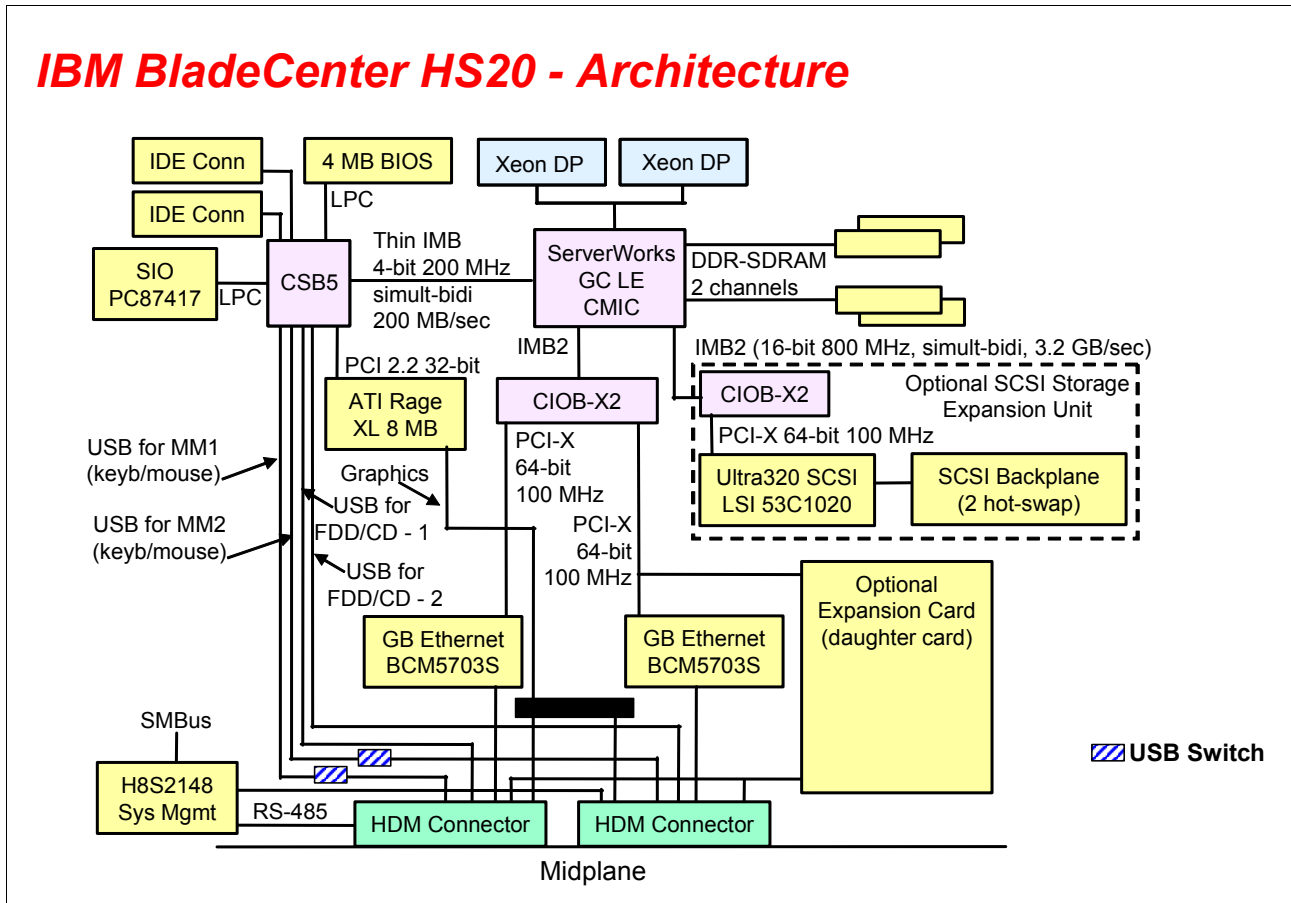 IBM BladeCenter HS20 - Architecture
IDE Conn
4 MB BIOS
Xeon DP
Xeon DP
IDE Conn
LPC
SIO
PC87417
LPC
CSB5
Thin IMB
4-bit 200 MHz
simult-bidi
200 MB/sec
ServerWorks
GC LE
CMIC
DDR-SDRAM
2 channels
IMB2
IMB2 (16-bit 800 MHz, simult-bidi, 3.2 GB/sec)
PCI 2.2 32-bit
ATI Rage
XL 8 MB
CIOB-X2
CIOB-X2
Optional SCSI Storage
Expansion Unit
PCI-X 64-bit 100 MHz
Ultra320 SCSI
LSI 53C1020
SCSI Backplane
(2 hot-swap)
USB for MM1
(keyb/mouse)
Graphics
PCI-X
64-bit
100 MHz
USB for MM2
(keyb/mouse)
USB for
FDD/CD - 1
PCI-X
64-bit
100 MHz
USB for
FDD/CD - 2
Optional
Expansion Card
(daughter card)
GB Ethernet
BCM5703S
GB Ethernet
BCM5703S
SMBus
USB Switch
H8S2148
Sys Mgmt
RS-485
HDM Connector
HDM Connector
Midplane